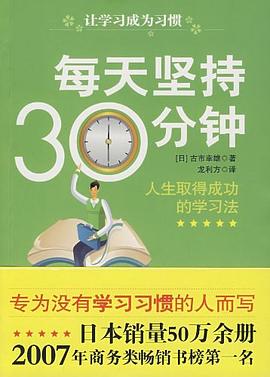 让学习成为习惯
每天坚持
30分钟
[日]古市幸雄◎著
龙利方◎译
人生取得成功
的学习法
★★★★★
专为没有学习习惯的人而写
★★★★★ 日本销量50万余册
2007年商务类畅销书榜第一名